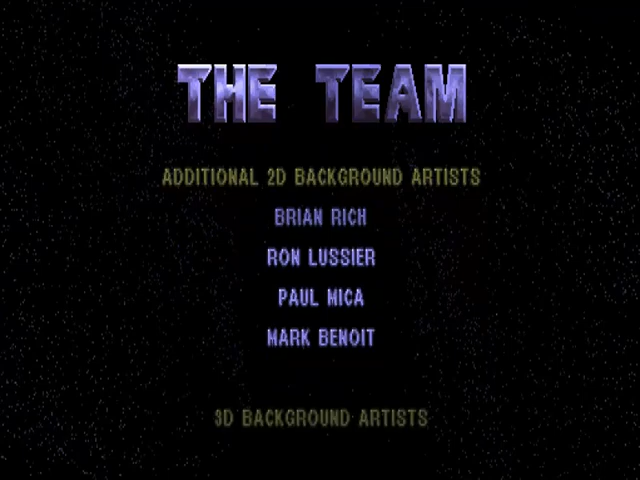 THE TEAM
ADDITIONAL 2D BACKGROUND ARTISTS
BRIAN RICH
RON LUSSIER
PAUL MICA
MARK BENOIT
3D BACKGROUND ARTISTS